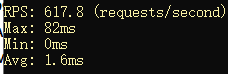 RPS: 617.8 (requests/second)
Max: 82ms
Min: 0ms
Avg: 1.6ms